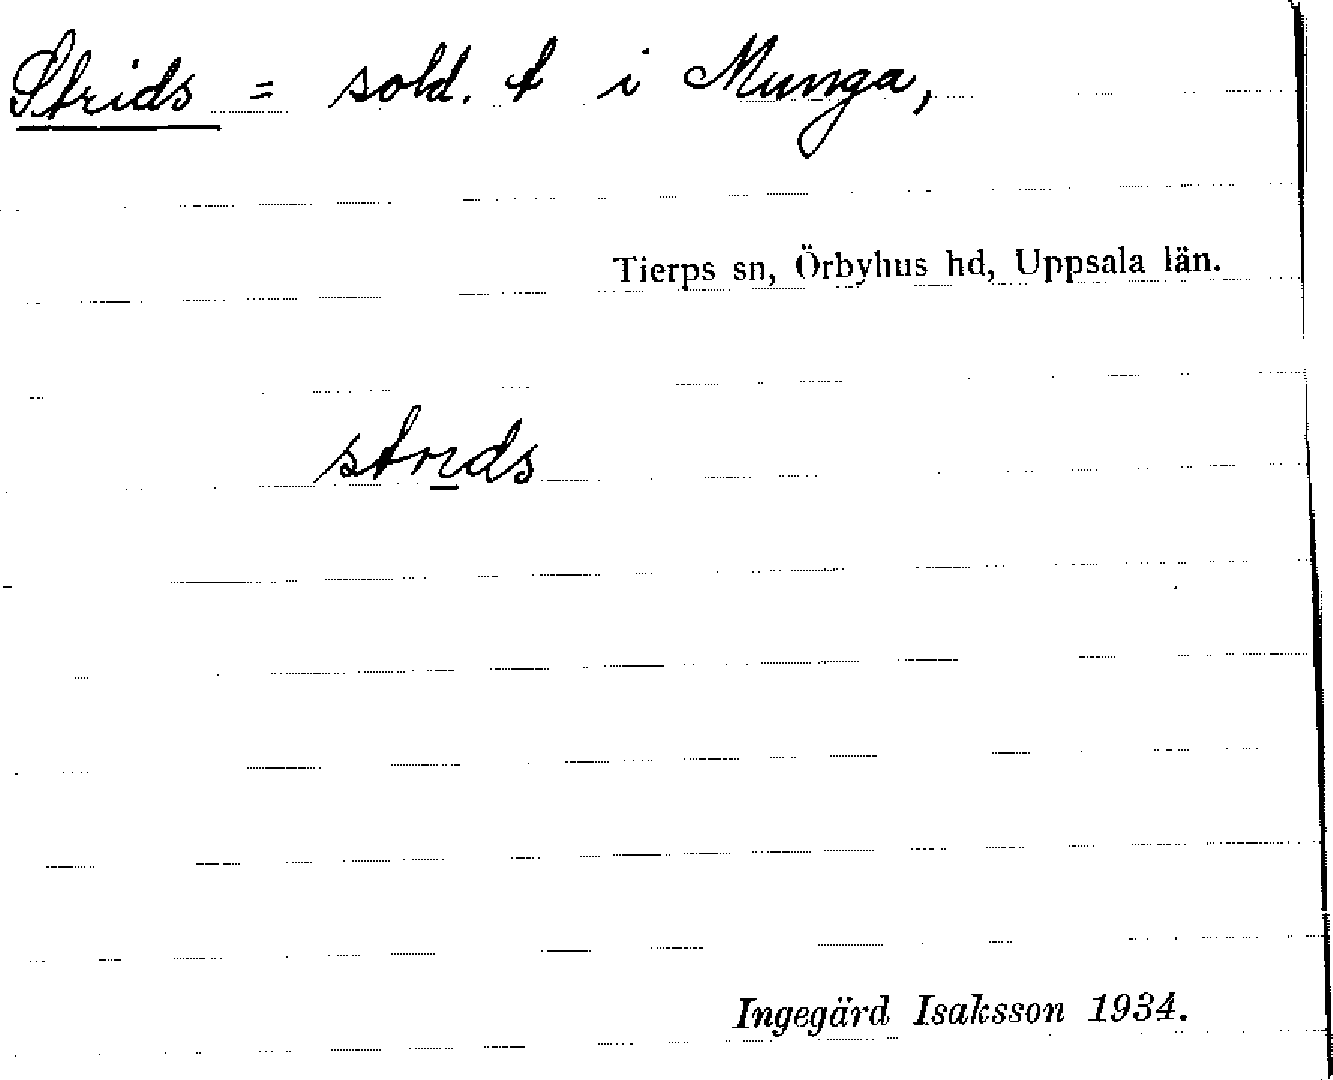 Strids = sold. t i Munga,
Tierps sn, Örbyhus hd, Uppsala län.
strids
Ingegärd Isaksson 1934.